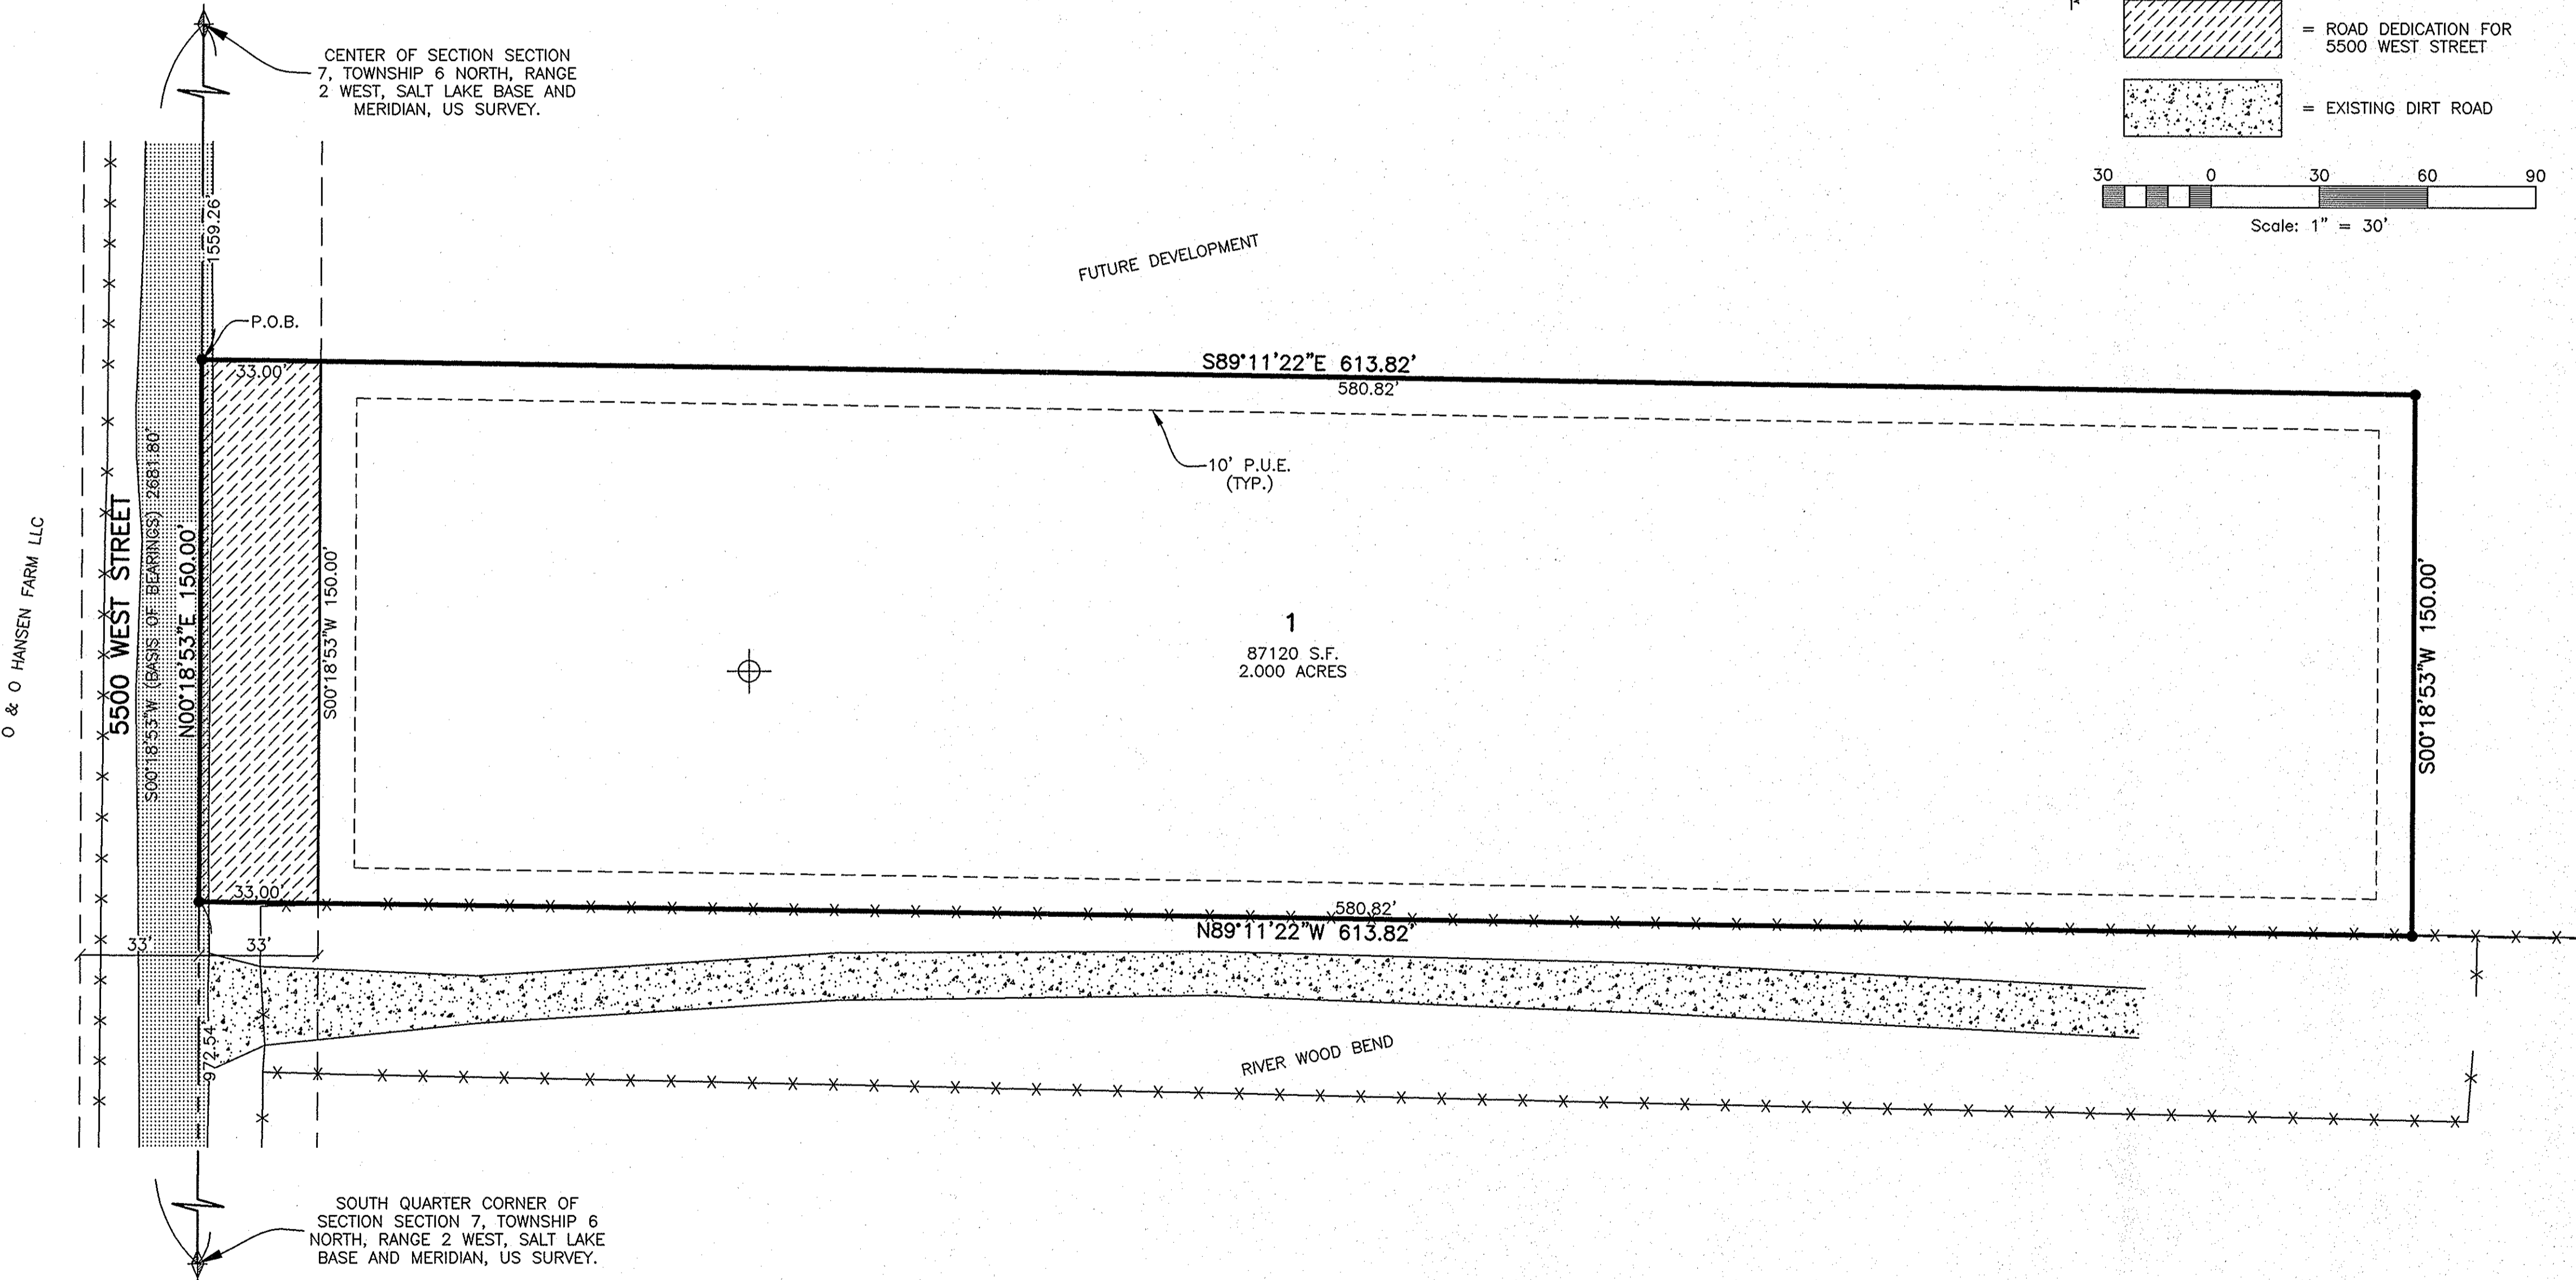 CENTER OF SECTION SECTION
7, TOWNSHIP 6 NORTH, RANGE
2 WEST, SALT LAKE BASE AND
MERIDIAN, US SURVEY.
= ROAD DEDICATION FOR
5500 WEST STREET
= EXISTING DIRT ROAD
30 0 30 60 90
Scale: 1" = 30'
1559.26'
FUTURE DEVELOPMENT
P.O.B.
33.00'
S89°11'22"E 613.82'
580.82'
10' P.U.E.
(TYP.)
O & O HANSEN FARM LLC
5500 WEST STREET
S00°18'53"W (BASIS OF BEARINGS) 2681.80'
N00°18'53"E 150.00'
S00°18'53"W 150.00'
1
87120 S.F.
2.000 ACRES
S00°18'53"W 150.00'
33.00'
580.82'
N89°11'22"W 613.82'
33'
33'
972.54'
RIVER WOOD BEND
SOUTH QUARTER CORNER OF
SECTION SECTION 7, TOWNSHIP 6
NORTH, RANGE 2 WEST, SALT LAKE
BASE AND MERIDIAN, US SURVEY.